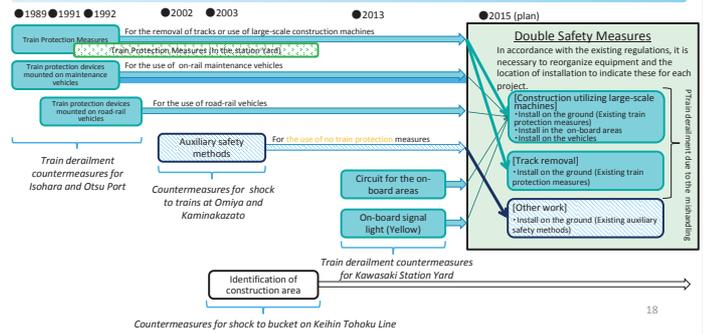 ●1989●1991 ●1992 ●2002 ●2003 ●2013 ●2015 (plan)
Train Protection Measures
For the removal of tracks or use of large-scale construction machines
Train Protection Measures (In the station Yard)
Train protection devices
mounted on maintenance
vehicles
For the use of on-rail maintenance vehicles
Train protection devices
mounted on road-rail
vehicles
For the use of road-rail vehicles
Auxiliary safety
methods
For the use of no train protection measures
Train derailment
countermeasures for
Isohara and Otsu Port
Countermeasures for shock
to trains at Omiya and
Kaminakazato
Circuit for the on-
board areas
On-board signal
light (Yellow)
Train derailment countermeasures
for Kawasaki Station Yard
Identification of
construction area
Countermeasures for shock to bucket on Keihin Tohoku Line
Double Safety Measures
In accordance with the existing regulations, it is
necessary to reorganize equipment and the
location of installation to indicate these for each
project.
[Construction utilizing large-scale
machines]
・Install on the ground (Existing train
protection measures)
・Install in the on-board areas
・Install on the vehicles
[Track removal]
・Install on the ground (Existing train
protection measures)
[Other work]
・Install on the ground (Existing auxiliary
safety methods)
PTrain derailment due to the mishandling
18